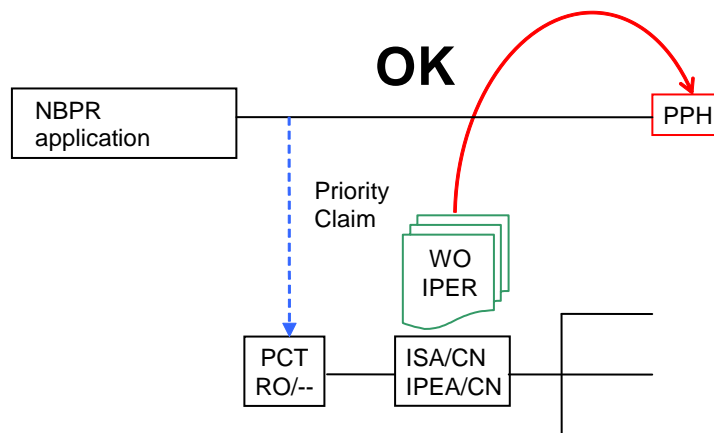 OK
NBPR
application
PPH
Priority
Claim
WO
IPER
PCT
RO/--
ISA/CN
IPEA/CN